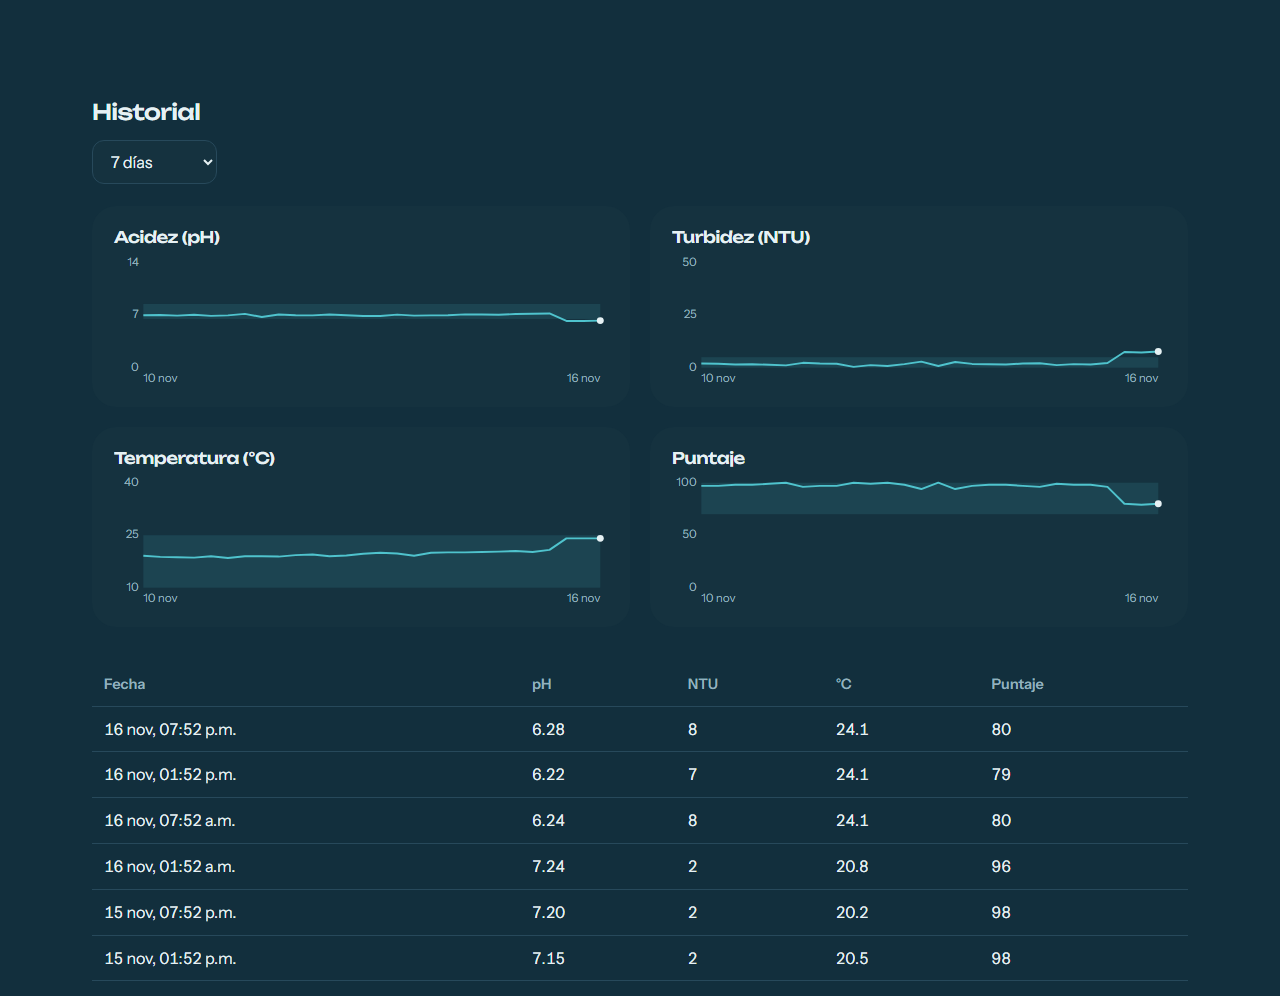 Historial
7 días
Acidez (pH)
14
7
0
10 nov 16 nov
Turbidez (NTU)
50
25
0
10 nov 16 nov
Temperatura (°C)
40
25
10
10 nov 16 nov
Puntaje
100
50
0
10 nov 16 nov
Fecha pH NTU °C Puntaje
16 nov, 07:52 p.m. 6.28 8 24.1 80
16 nov, 01:52 p.m. 6.22 7 24.1 79
16 nov, 07:52 a.m. 6.24 8 24.1 80
16 nov, 01:52 a.m. 7.24 2 20.8 96
15 nov, 07:52 p.m. 7.20 2 20.2 98
15 nov, 01:52 p.m. 7.15 2 20.5 98